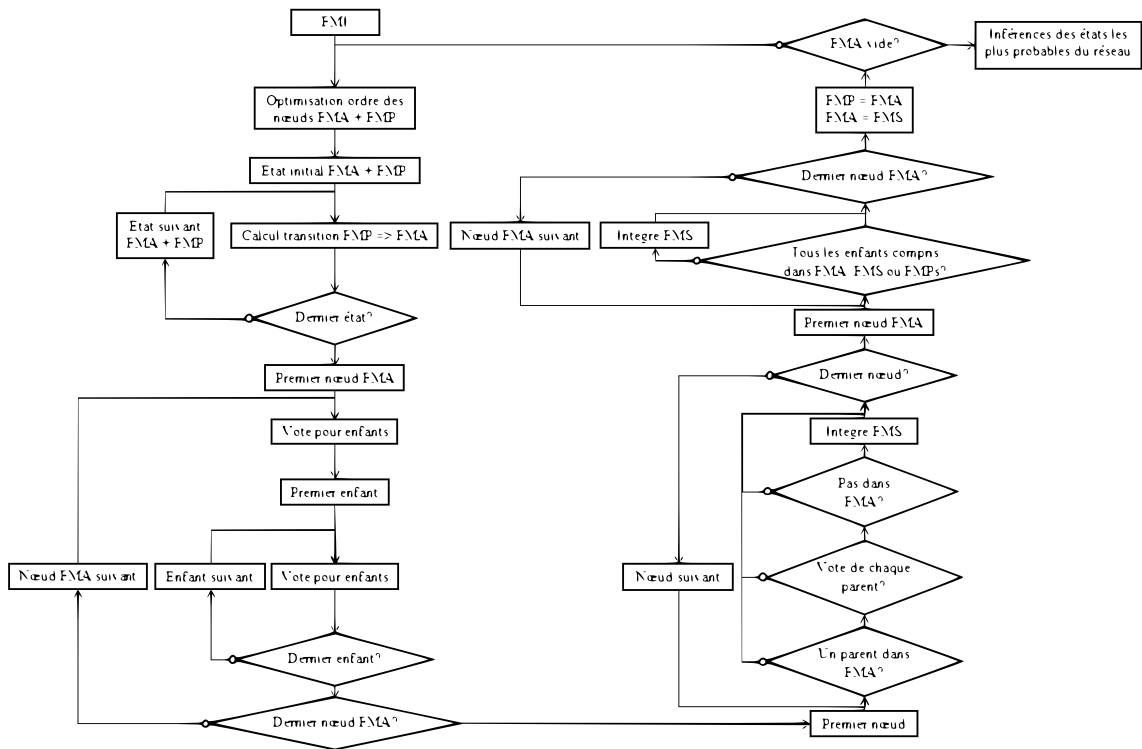 FMI
FMA vide?
Inférences des états les
plus probables du réseau
Optimisation ordre des
nœuds FMA + FMP
FMP = FMA
FMA = FMS
Etat initial FMA + FMP
Dernier nœud FMA?
Etat suivant
FMA + FMP
Calcul transition FMP => FMA
Nœud FMA suivant
Integre FMS
Tous les enfants compris
dans FMA FMS ou FMPs?
Dernier état?
Premier nœud FMA
Premier nœud FMA
Dernier nœud?
Vote pour enfants
Integre FMS
Premier enfant
Pas dans
FMA?
Nœud FMA suivant
Enfant suivant
Vote pour enfants
Nœud suivant
Vote de chaque
parent?
Dernier enfant?
Un parent dans
FMA?
Dernier nœud FMA?
Premier nœud